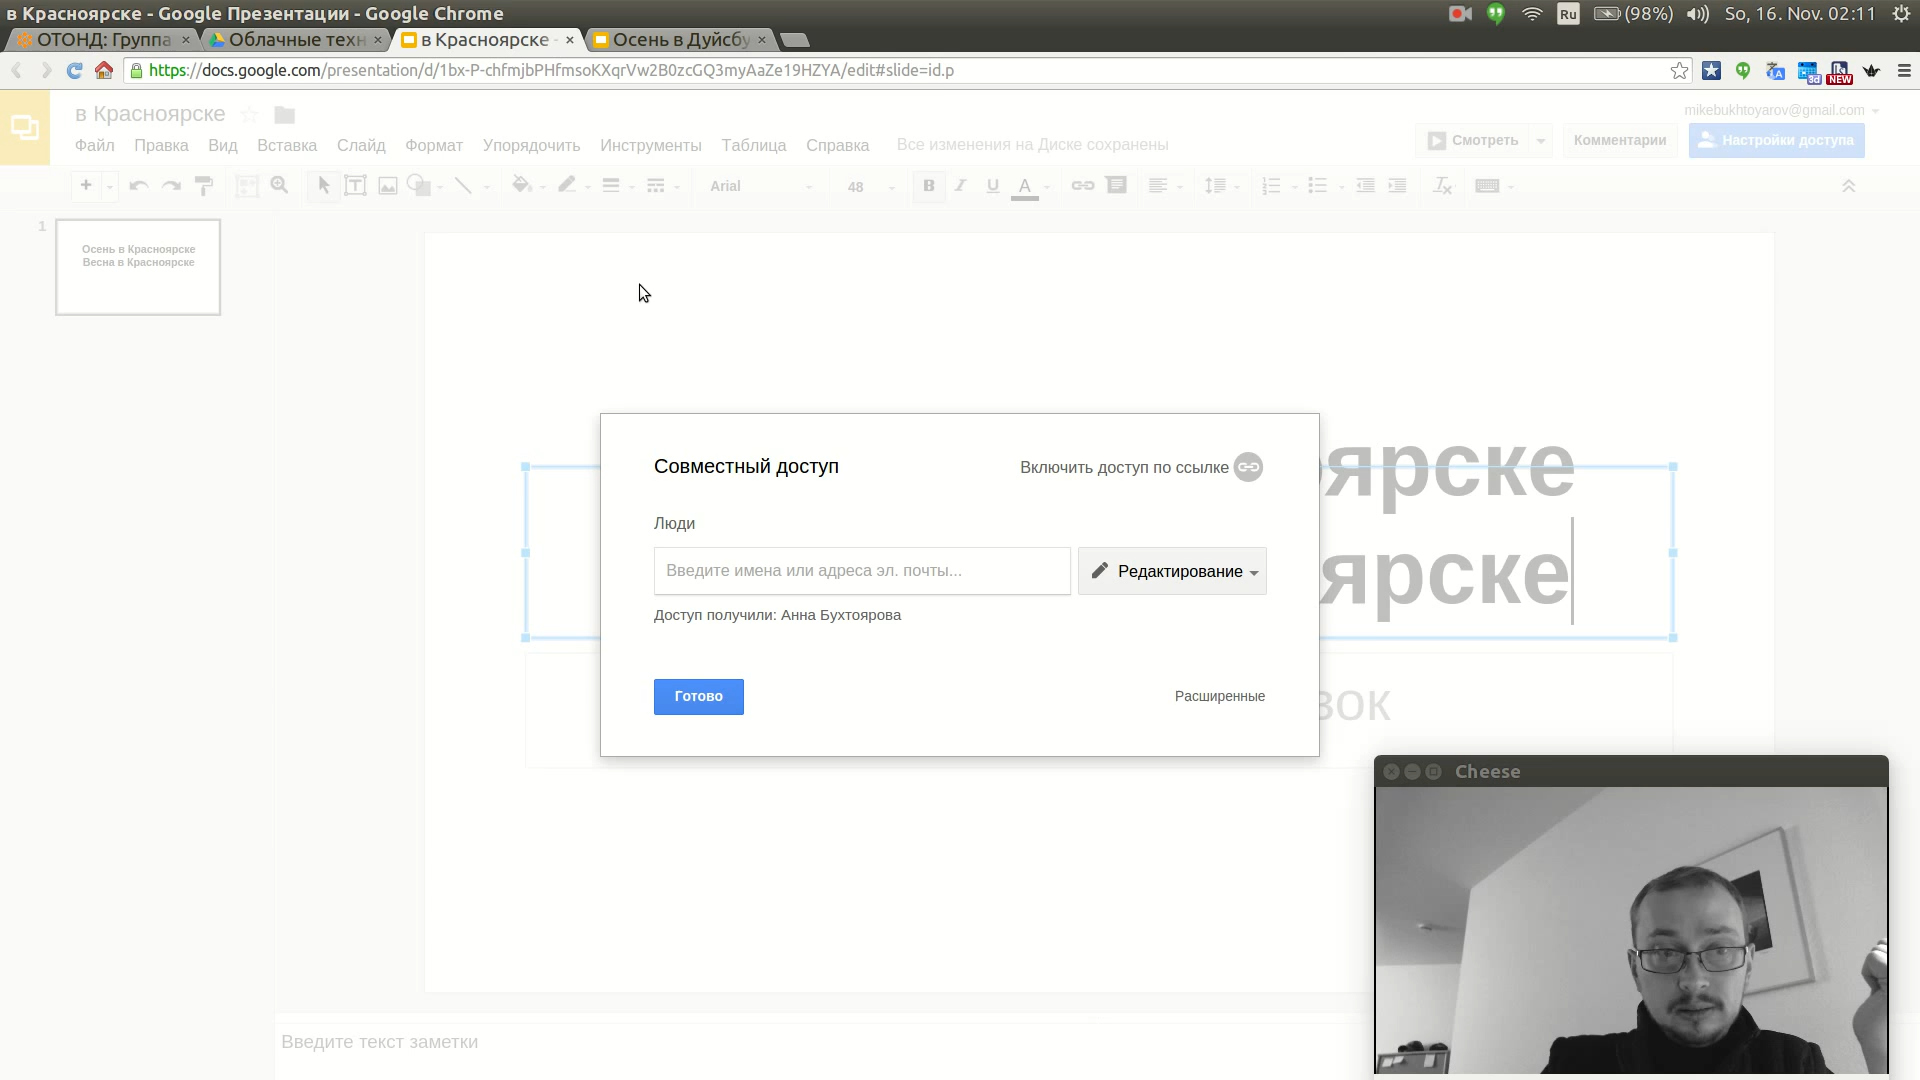 в Красноярске - Google Презентации - Google Chrome
Ru (98%) So, 16. Nov. 02:11
ОТОНД: Группа
Облачные техн
в Красноярске -
Осень в Дуйсбу
https://docs.google.com/presentation/d/1bx-P-chfmjbPHfmsoKXqrVw2B0zcGQ3myAaZe19HZYA/edit#slide=id.p
3d
NEW
в Красноярске
mikebukhtoyarov@gmail.com
Файл Правка Вид Вставка Слайд Формат Упорядочить Инструменты Таблица Справка Все изменения на Диске сохранены
Смотреть Комментарии Настройки доступа
Arial 48 B I U A
1
Осень в Красноярске
Весна в Красноярске
оярске
ярске
Совместный доступ
Включить доступ по ссылке
Люди
Введите имена или адреса эл. почты...
Редактирование
Доступ получили: Анна Бухтоярова
Готово
Расширенные
вок
Cheese
Введите текст заметки